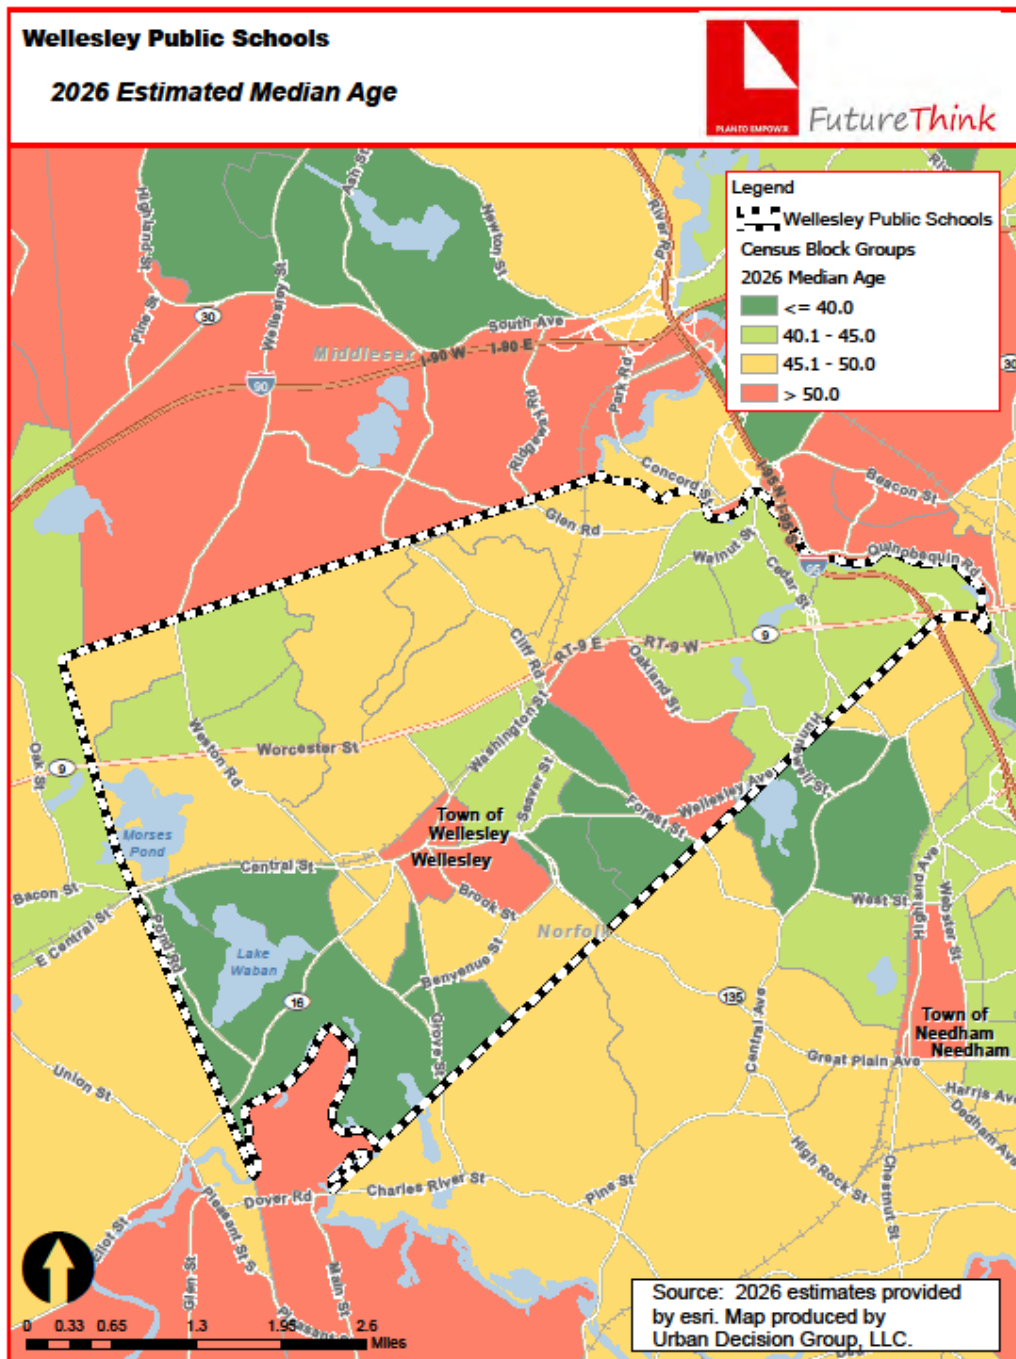 Wellesley Public Schools
2026 Estimated Median Age
PLAN TO EMPOWER
FutureThink
Legend
Wellesley Public Schools
Census Block Groups
2026 Median Age
<= 40.0
40.1 - 45.0
45.1 - 50.0
> 50.0
Highland St
Ash St
Newton St
River Rd
Pine St
30
Wellesley St
South Ave
Middlesex
I-90 W
I-90 E
90
Park Rd
Ridgeway Rd
30
Concord St
I-95 N
I-95 S
Beacon St
Glen Rd
Walnut St
Cedar St
95
Quinobequin Rd
Cliff Rd
RT-9 E
RT-9 W
9
Oakland St
Oak St
9
Worcester St
Weston Rd
Washington St
Seaver St
Hunnewell St
Wellesley Ave
Forest St
Town of
Wellesley
Wellesley
Morses
Pond
Central St
Bacon St
E Central St
Pond Rd
Brook St
Norfolk
West St
Highland Ave
Webster St
Lake
Waban
Benvenue St
16
135
Grove St
Central Ave
Town of
Needham
Needham
Great Plain Ave
Union St
Harris Ave
Dedham Ave
High Rock St
Chestnut St
Charles River St
Pine St
Dover Rd
Pleasant St S
Eliot St
Glen St
Main St
Pleasant St
0 0.33 0.65 1.3 1.95 2.6
Miles
Source: 2026 estimates provided
by esri. Map produced by
Urban Decision Group, LLC.